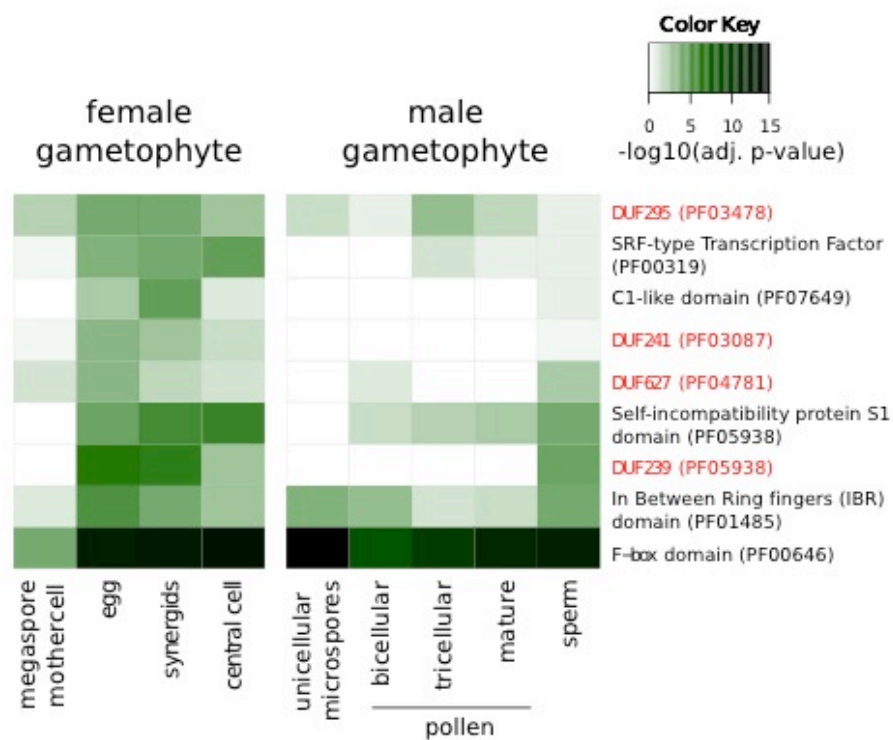 Color Key
0 5 10 15
-log10(adj. p-value)
female
gametophyte
male
gametophyte
DUF295 (PF03478)
SRF-type Transcription Factor
(PF00319)
C1-like domain (PF07649)
DUF241 (PF03087)
DUF627 (PF04781)
Self-incompatibility protein S1
domain (PF05938)
DUF239 (PF05938)
In Between Ring fingers (IBR)
domain (PF01485)
F-box domain (PF00646)
megaspore
mothercell
egg
synergids
central cell
unicellular
microspores
bicellular
tricellular
mature
sperm
pollen